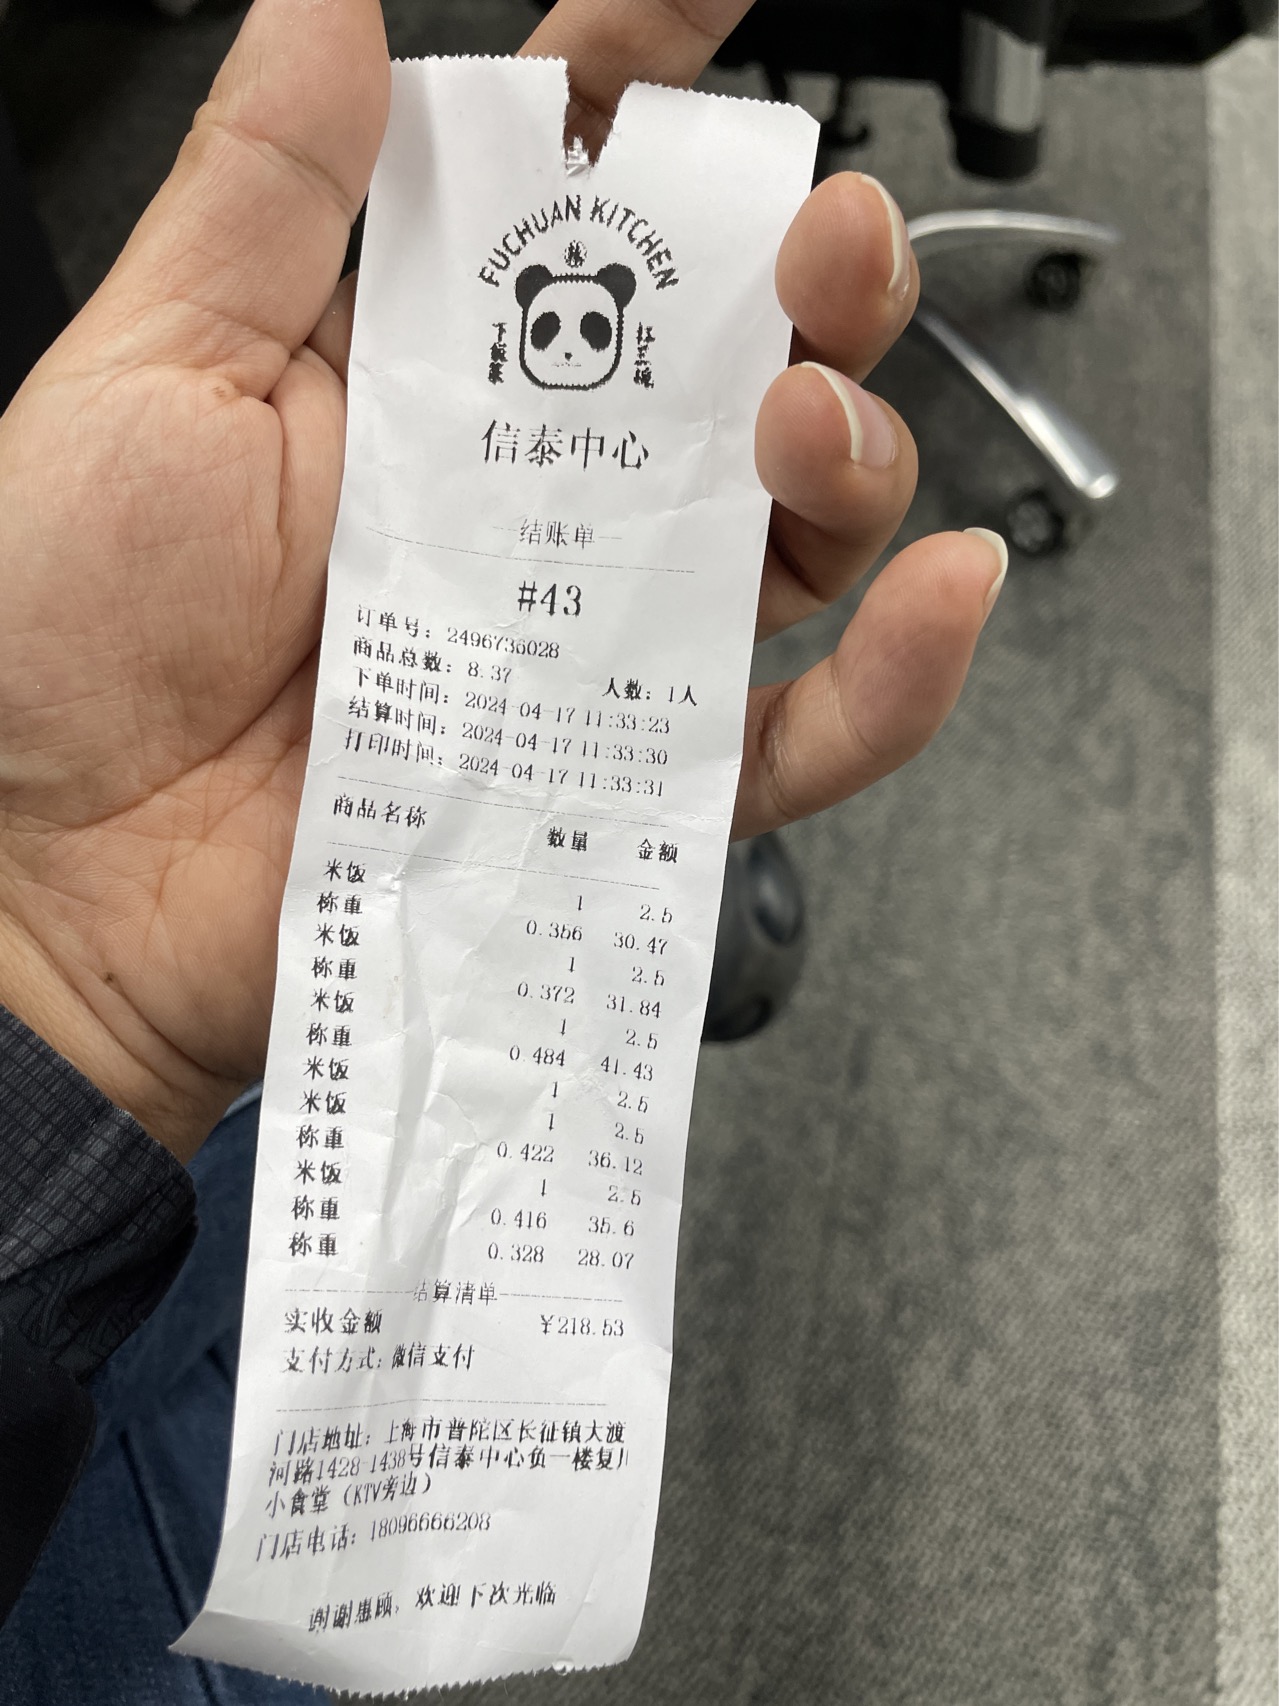 FUCHUAN KITCHEN
下饭菜
信泰中心
结账单
#43
订单号：2496736028
商品总数：8.37 人数：1人
下单时间：2024-04-17 11:33:23
结算时间：2024-04-17 11:33:30
打印时间：2024-04-17 11:33:31
商品名称 数量 金额
米饭 1 2.5
称重 0.356 30.47
米饭 1 2.5
称重 0.372 31.84
米饭 1 2.5
称重 0.484 41.43
米饭 1 2.5
米饭 1 2.5
称重 0.422 36.12
米饭 1 2.5
称重 0.416 35.6
称重 0.328 28.07
结算清单
实收金额 ¥218.53
支付方式：微信支付
门店地址：上海市普陀区长征镇大渡
河路1428-1438号信泰中心负一楼复川
小食堂（KTV旁边）
门店电话：18096666208
谢谢惠顾，欢迎下次光临